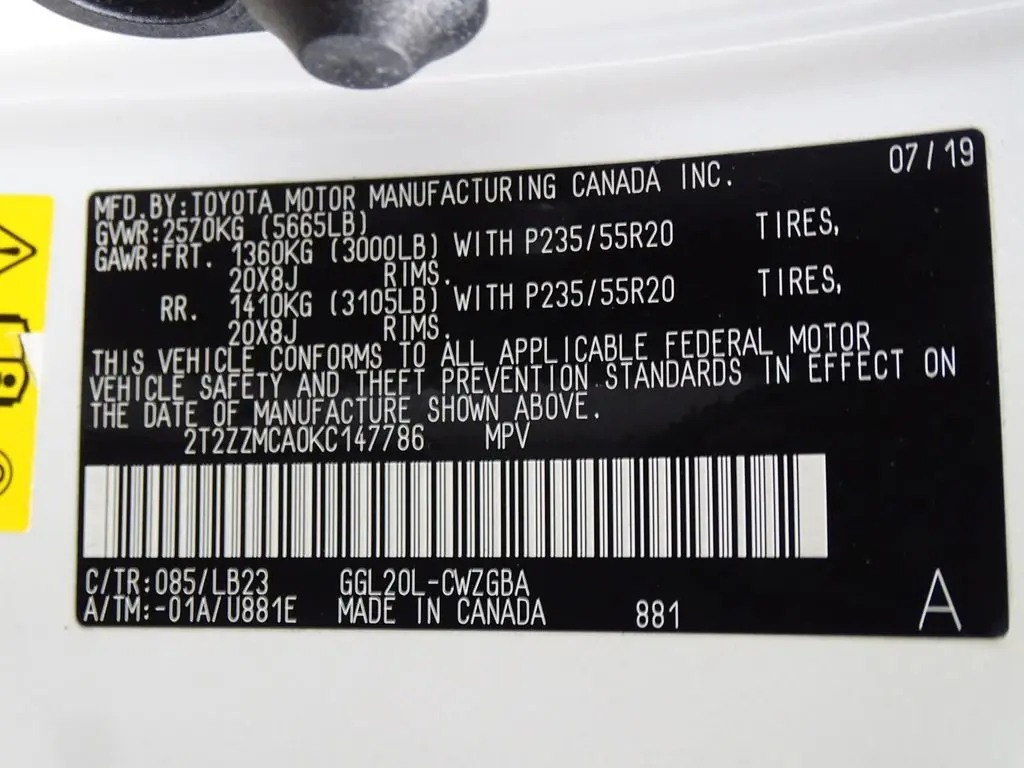 07/19
MFD.BY:TOYOTA MOTOR MANUFACTURING CANADA INC.
GVWR:2570KG (5665LB)
GAWR:FRT. 1360KG (3000LB) WITH P235/55R20 TIRES,
20X8J RIMS.
RR. 1410KG (3105LB) WITH P235/55R20 TIRES,
20X8J RIMS.
THIS VEHICLE CONFORMS TO ALL APPLICABLE FEDERAL MOTOR
VEHICLE SAFETY AND THEFT PREVENTION STANDARDS IN EFFECT ON
THE DATE OF MANUFACTURE SHOWN ABOVE.
2T2ZZMCA0KC147786 MPV
C/TR:085/LB23 GGL20L-CWZGBA
A/TM:-01A/U881E MADE IN CANADA 881 A